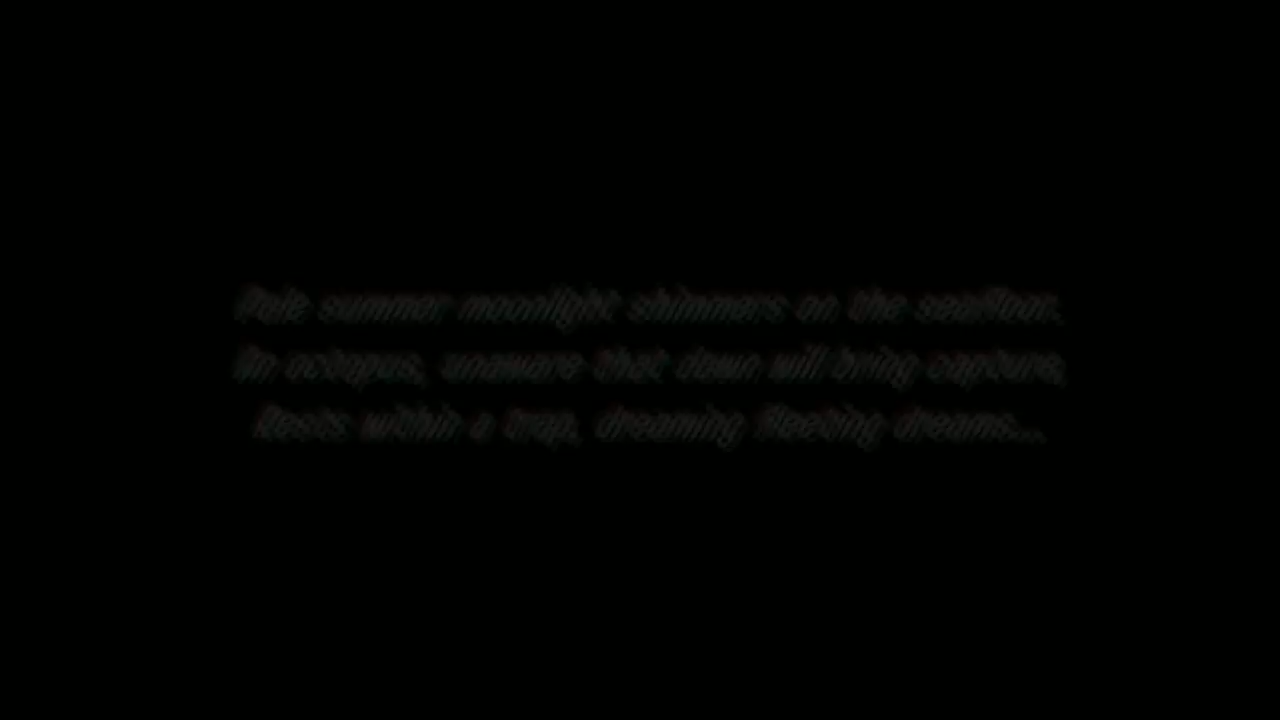 Pale summer moonlight shimmers on the seafloor.
An octopus, unaware that dawn will bring capture,
Rests within a trap, dreaming fleeting dreams...